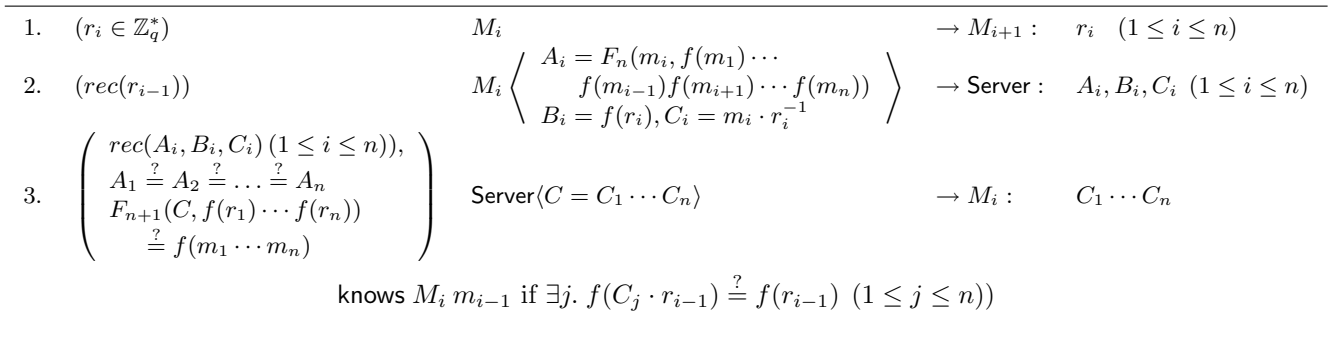 1. (r_i ∈ ℤ_q^*) M_i → M_{i+1} : r_i (1 ≤ i ≤ n)
2. (rec(r_{i−1})) M_i ⟨ A_i = F_n(m_i, f(m_1) ⋯
f(m_{i−1})f(m_{i+1}) ⋯ f(m_n))
B_i = f(r_i), C_i = m_i · r_i^{−1} ⟩ → Server : A_i, B_i, C_i (1 ≤ i ≤ n)
3. ( rec(A_i, B_i, C_i) (1 ≤ i ≤ n)),
A_1 ≟ A_2 ≟ … ≟ A_n
F_{n+1}(C, f(r_1) ⋯ f(r_n))
≟ f(m_1 ⋯ m_n) ) Server⟨C = C_1 ⋯ C_n⟩ → M_i : C_1 ⋯ C_n
knows M_i m_{i−1} if ∃j. f(C_j · r_{i−1}) ≟ f(r_{i−1}) (1 ≤ j ≤ n))